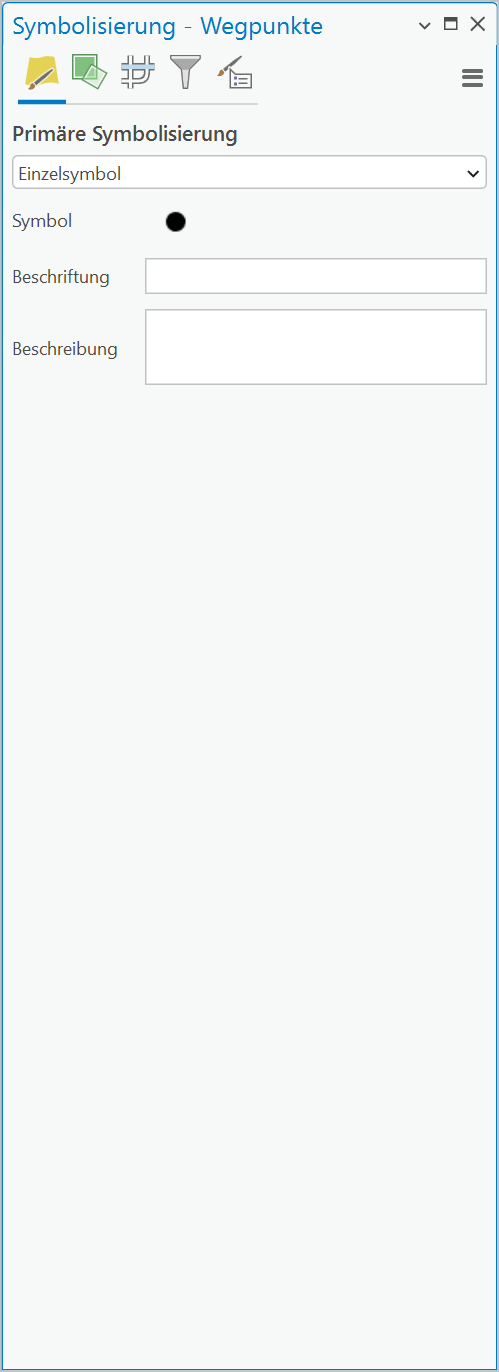 Symbolisierung - Wegpunkte
Primäre Symbolisierung
Einzelsymbol
Symbol
Beschriftung
Beschreibung